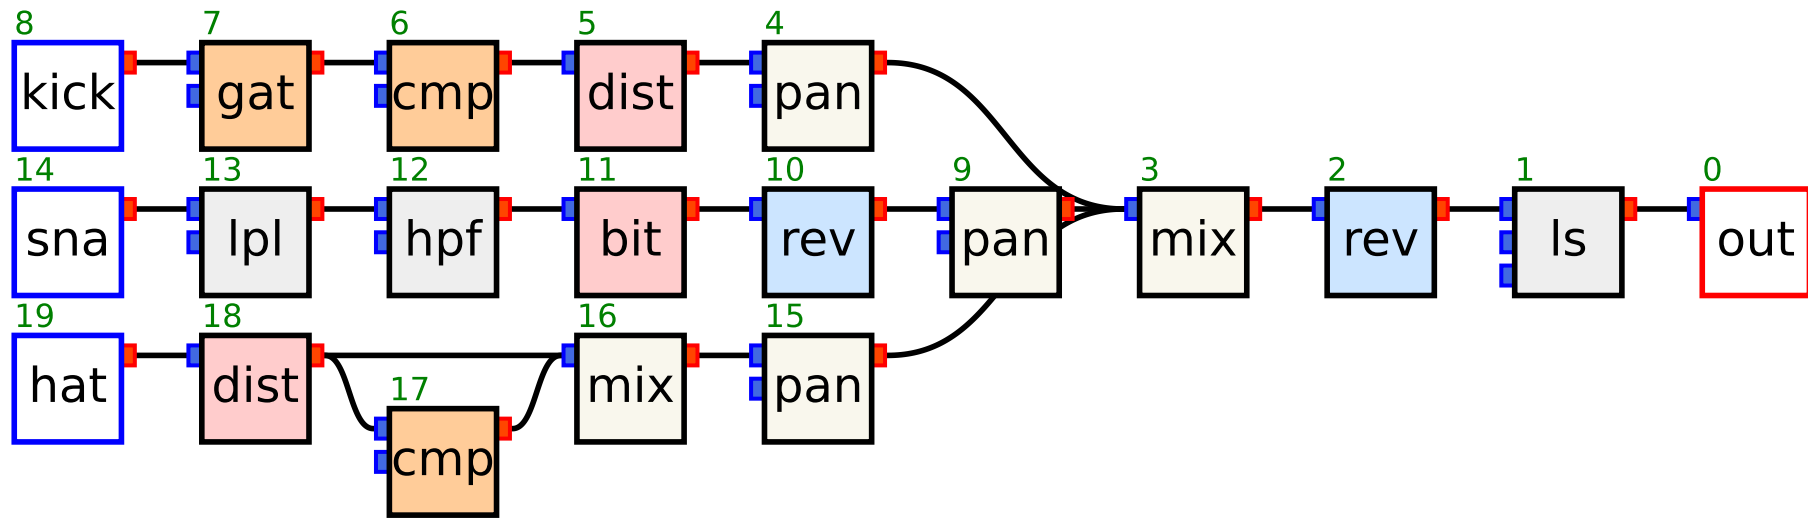 8 7 6 5 4
kick gat cmp dist pan
14 13 12 11 10 9 3 2 1 0
sna lpl hpf bit rev pan mix rev ls out
19 18 16 15
hat dist mix pan
17
cmp